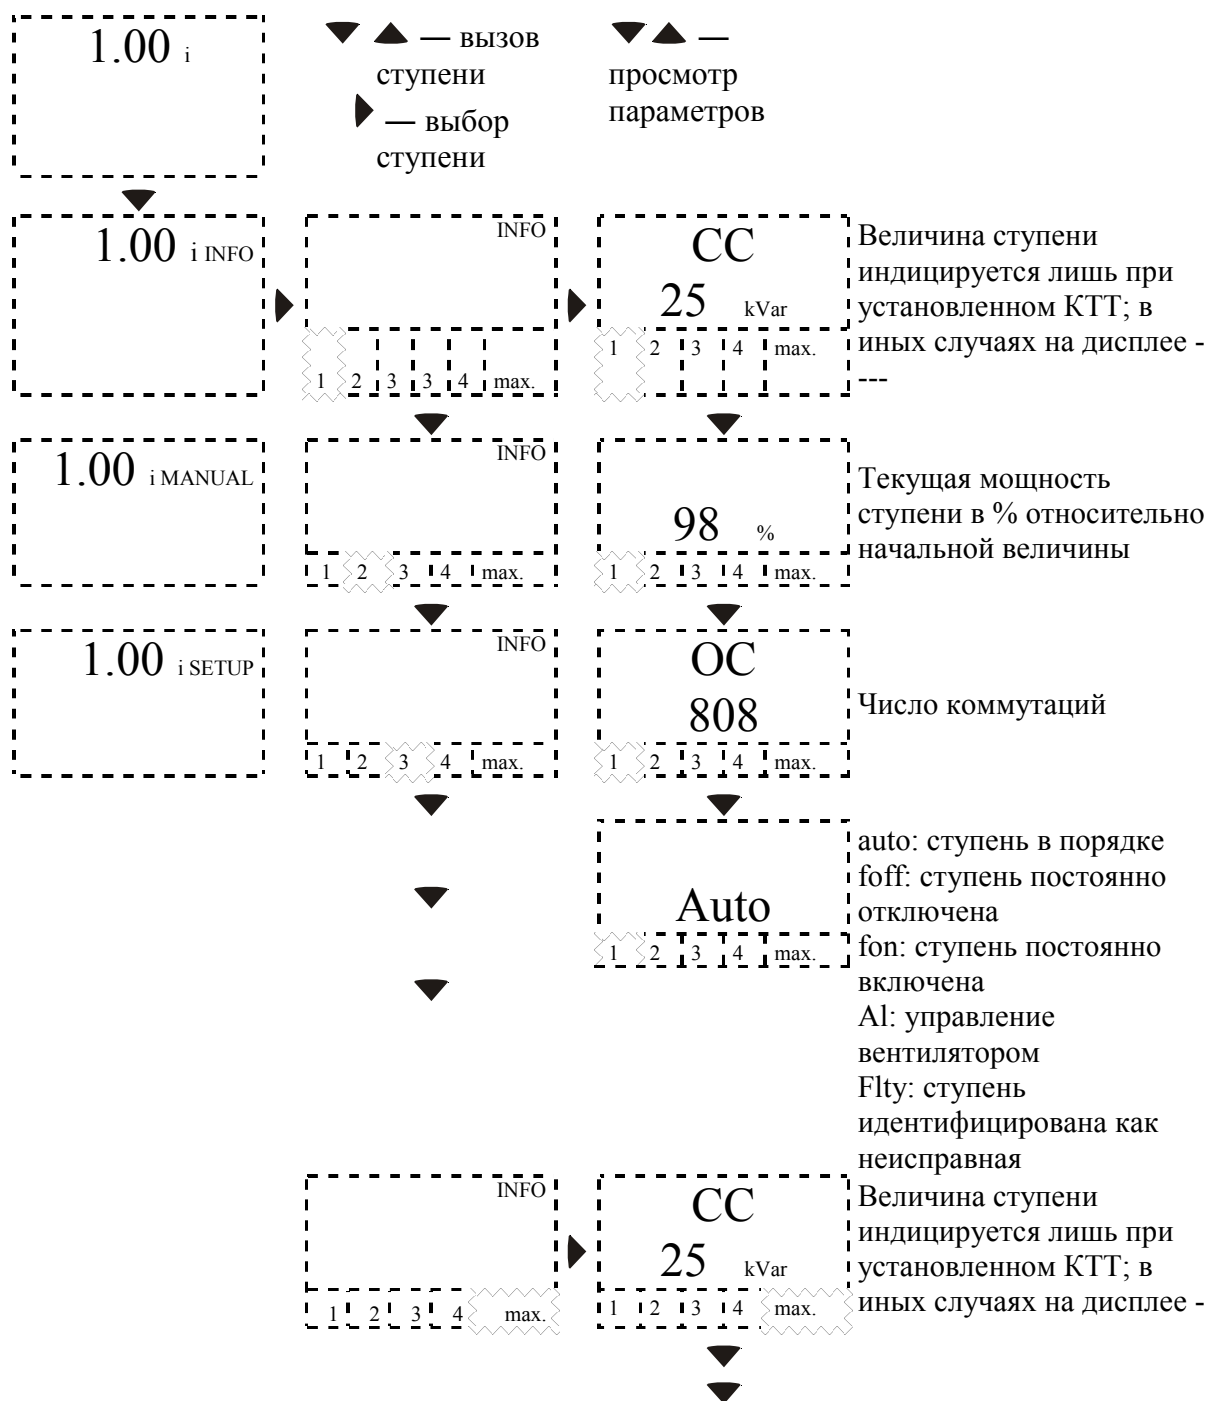 1.00 i
— вызов
ступени
— выбор
ступени
—
просмотр
параметров
1.00 i INFO
INFO
1 2 3 3 4 max.
CC
25 kVar
1 2 3 4 max.
Величина ступени
индицируется лишь при
установленном КТТ; в
иных случаях на дисплее -
---
1.00 i MANUAL
INFO
1 2 3 4 max.
98 %
1 2 3 4 max.
Текущая мощность
ступени в % относительно
начальной величины
1.00 i SETUP
INFO
1 2 3 4 max.
OC
808
1 2 3 4 max.
Число коммутаций
Auto
1 2 3 4 max.
auto: ступень в порядке
foff: ступень постоянно
отключена
fon: ступень постоянно
включена
Al: управление
вентилятором
Flty: ступень
идентифицирована как
неисправная
INFO
1 2 3 4 max.
CC
25 kVar
1 2 3 4 max.
Величина ступени
индицируется лишь при
установленном КТТ; в
иных случаях на дисплее -